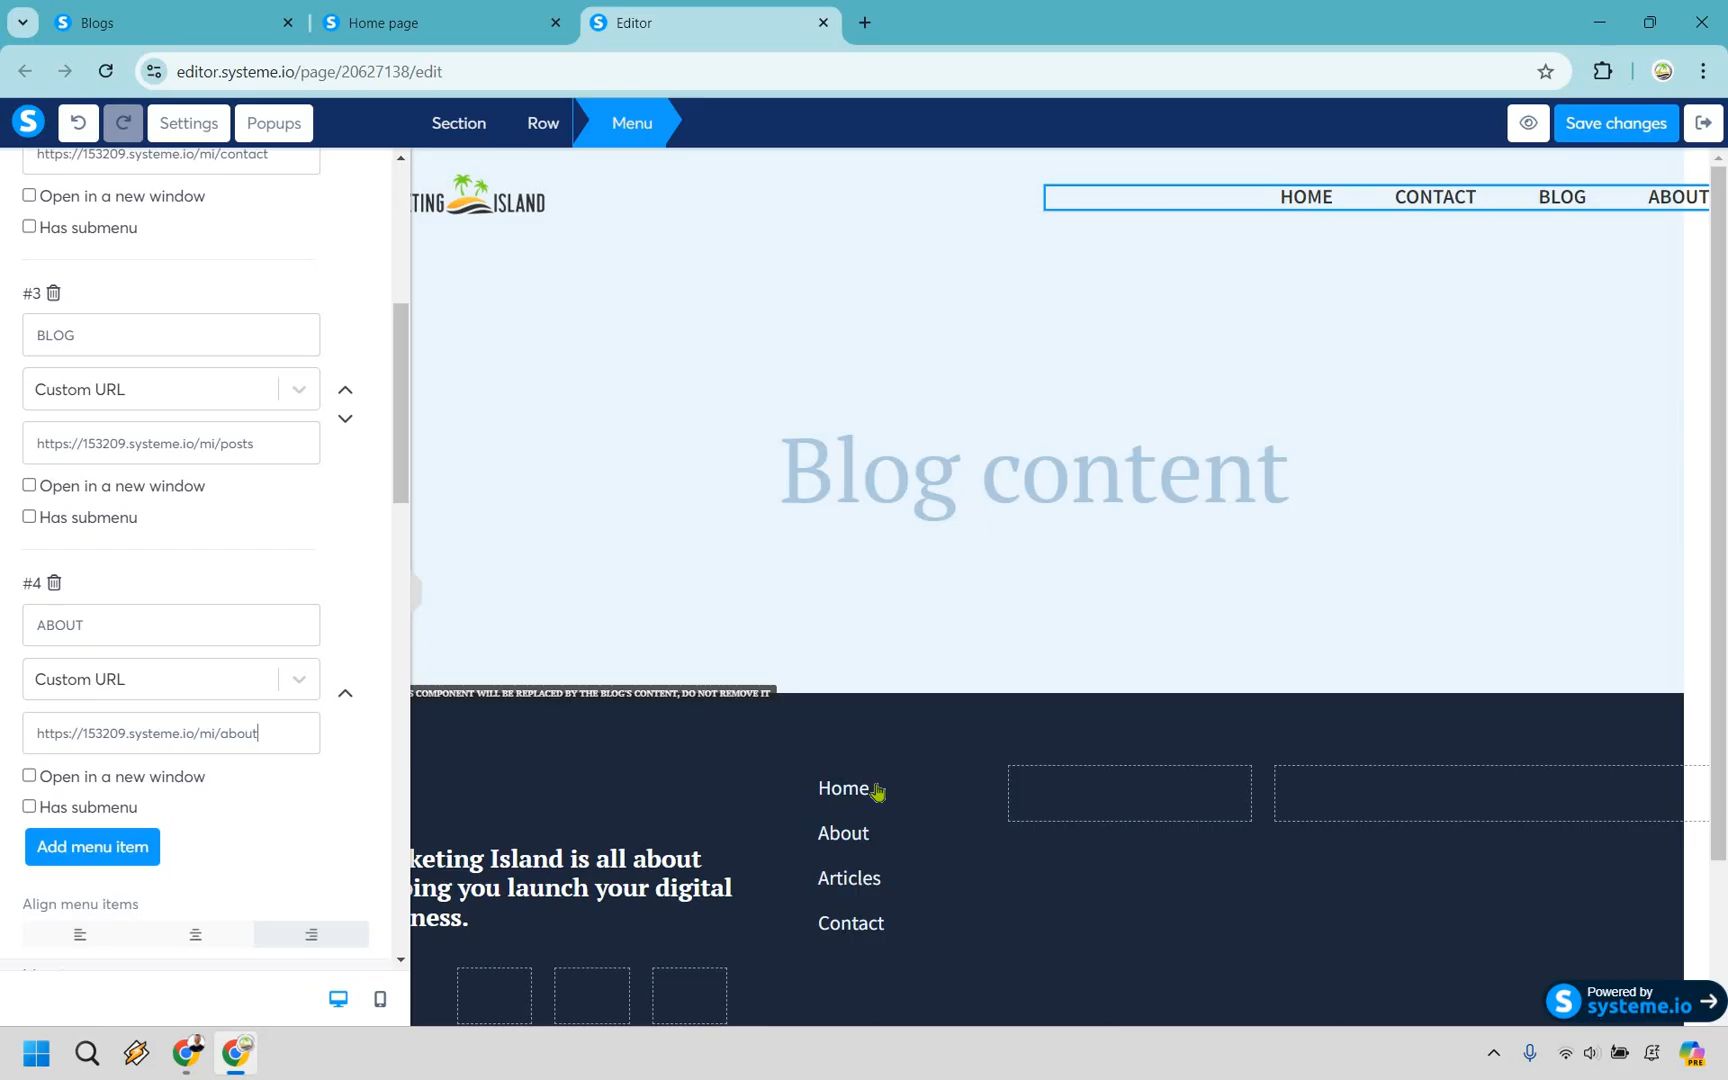 Blogs
Home page
Editor
editor.systeme.io/page/20627138/edit
S
Settings
Popups
Section
Row
Menu
Save changes
https://153209.systeme.io/mi/contact
Open in a new window
Has submenu
#3
BLOG
Custom URL
https://153209.systeme.io/mi/posts
Open in a new window
Has submenu
#4
ABOUT
Custom URL
https://153209.systeme.io/mi/about
Open in a new window
Has submenu
Add menu item
Align menu items
TING ISLAND
HOME
CONTACT
BLOG
ABOUT
Blog content
COMPONENT WILL BE REPLACED BY THE BLOG'S CONTENT, DO NOT REMOVE IT
keting Island is all about
ing you launch your digital
ness.
Home
About
Articles
Contact
S
Powered by
systeme.io
PRE